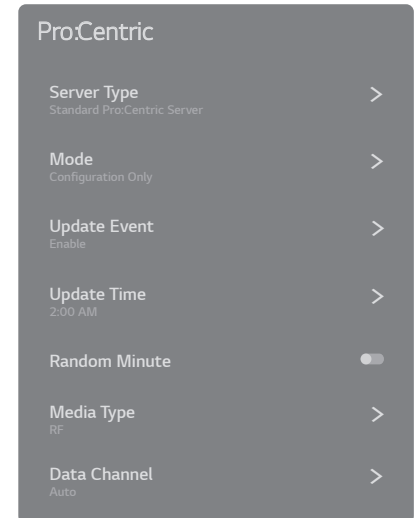 Pro:Centric
Server Type
Standard Pro:Centric Server
Mode
Configuration Only
Update Event
Enable
Update Time
2:00 AM
Random Minute
Media Type
RF
Data Channel
Auto